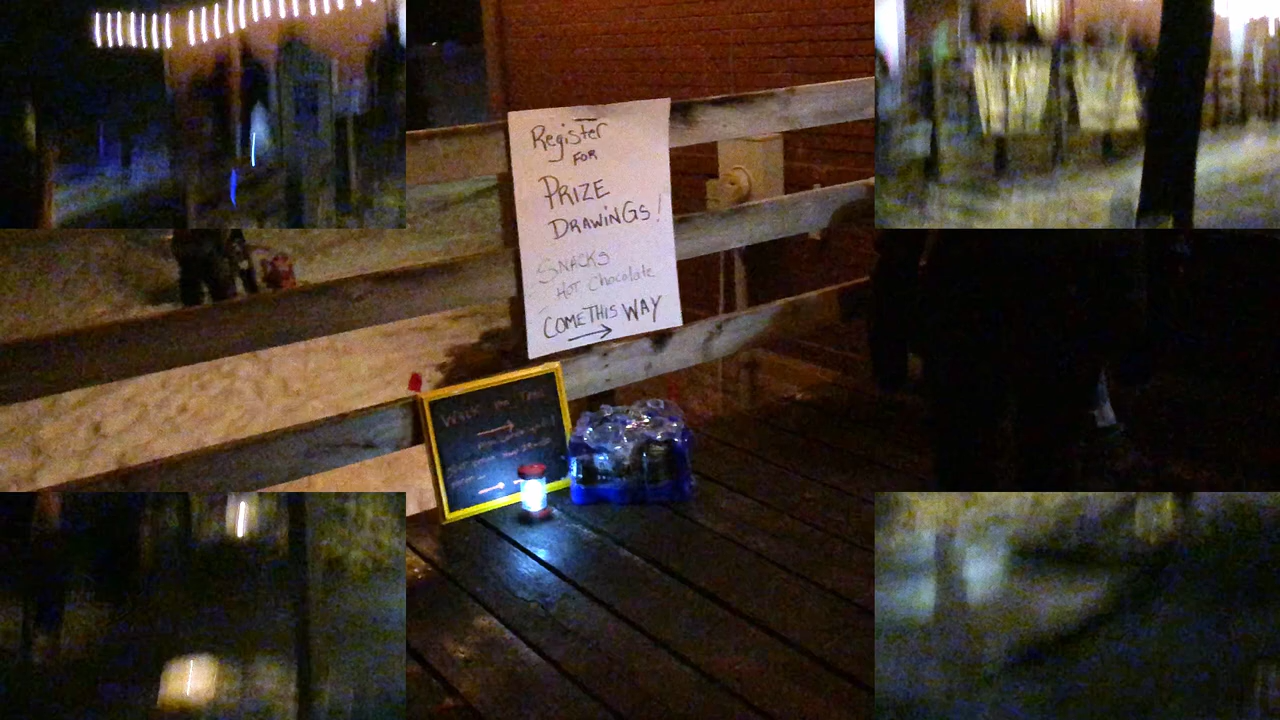 Register
FOR
PRIZE
DRAWINGS!
SNACKS
HOT Chocolate
COME THIS WAY